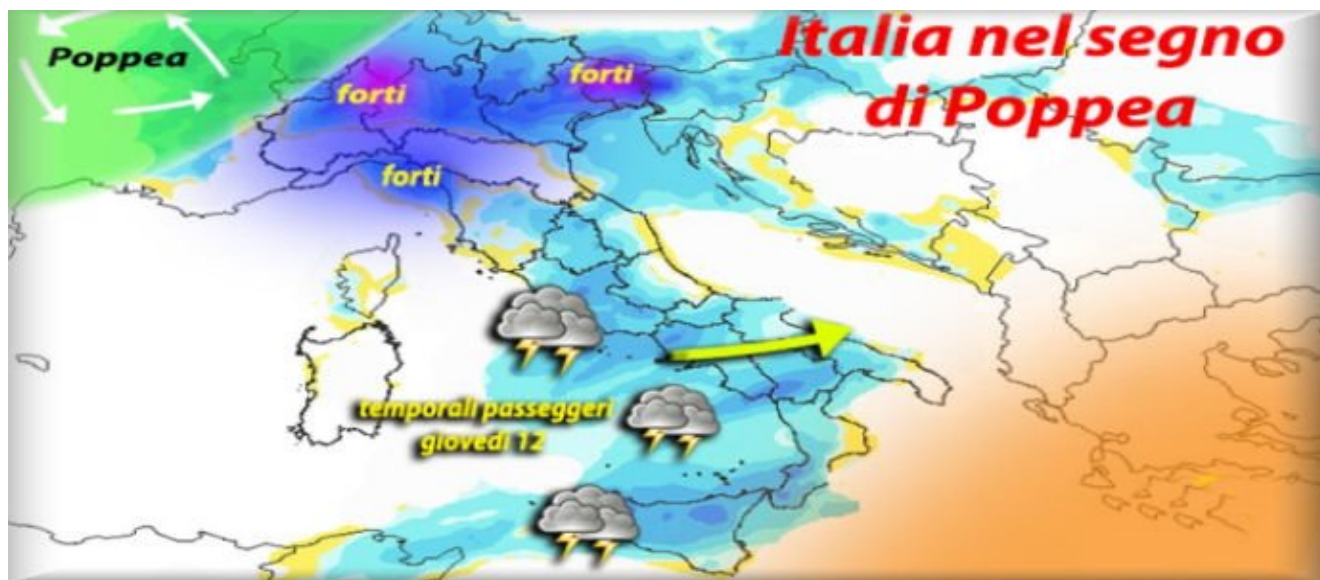 Poppea
Italia nel segno
di Poppea
forti
forti
forti
temporali passeggeri
giovedì 12